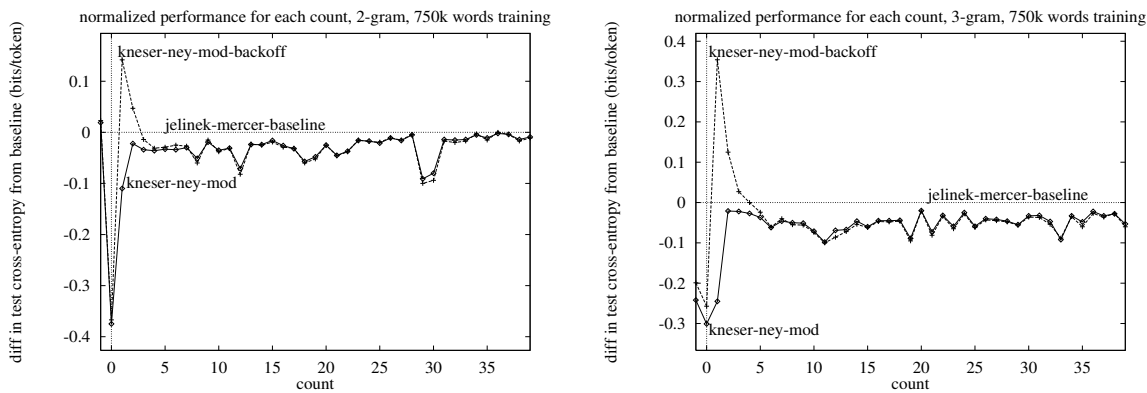 normalized performance for each count, 2-gram, 750k words training
diff in test cross-entropy from baseline (bits/token)
0.1
0
-0.1
-0.2
-0.3
-0.4
kneser-ney-mod-backoff
jelinek-mercer-baseline
kneser-ney-mod
0 5 10 15 20 25 30 35
count
normalized performance for each count, 3-gram, 750k words training
diff in test cross-entropy from baseline (bits/token)
0.4
0.3
0.2
0.1
0
-0.1
-0.2
-0.3
kneser-ney-mod-backoff
jelinek-mercer-baseline
kneser-ney-mod
0 5 10 15 20 25 30 35
count